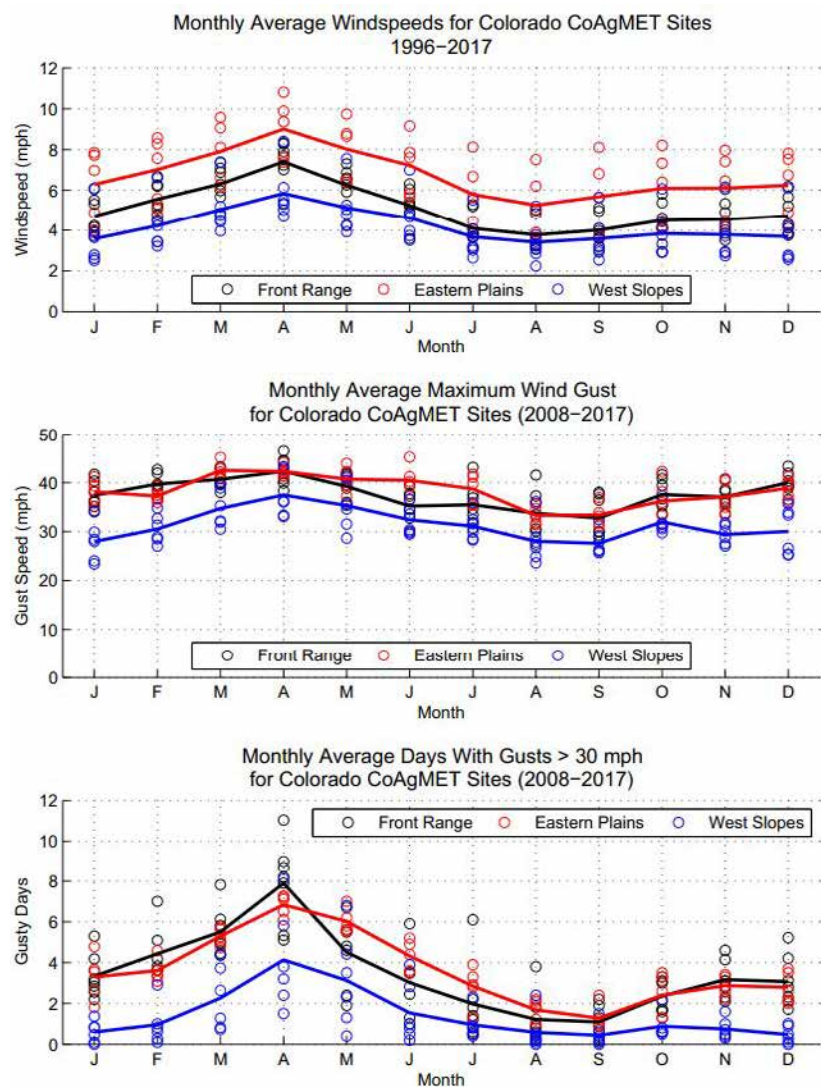 Monthly Average Windspeeds for Colorado CoAgMET Sites
1996-2017
Windspeed (mph)
12
10
8
6
4
2
0
Front Range Eastern Plains West Slopes
J F M A M J J A S O N D
Month
Monthly Average Maximum Wind Gust
for Colorado CoAgMET Sites (2008-2017)
Gust Speed (mph)
50
40
30
20
10
0
Front Range Eastern Plains West Slopes
J F M A M J J A S O N D
Month
Monthly Average Days With Gusts > 30 mph
for Colorado CoAgMET Sites (2008-2017)
Gusty Days
12
10
8
6
4
2
0
Front Range Eastern Plains West Slopes
J F M A M J J A S O N D
Month